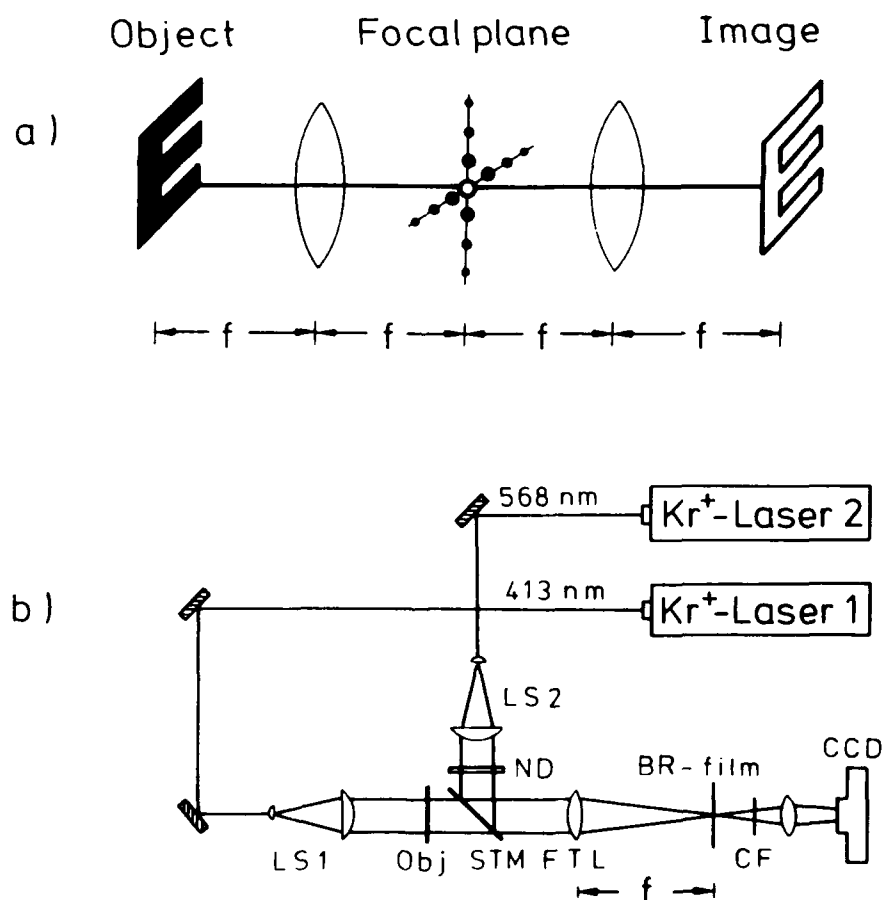 Object Focal plane Image
a)
f f f f
568 nm Kr⁺-Laser 2
413 nm Kr⁺-Laser 1
b)
LS2
ND BR-film CCD
LS1 Obj STM FTL CF
f